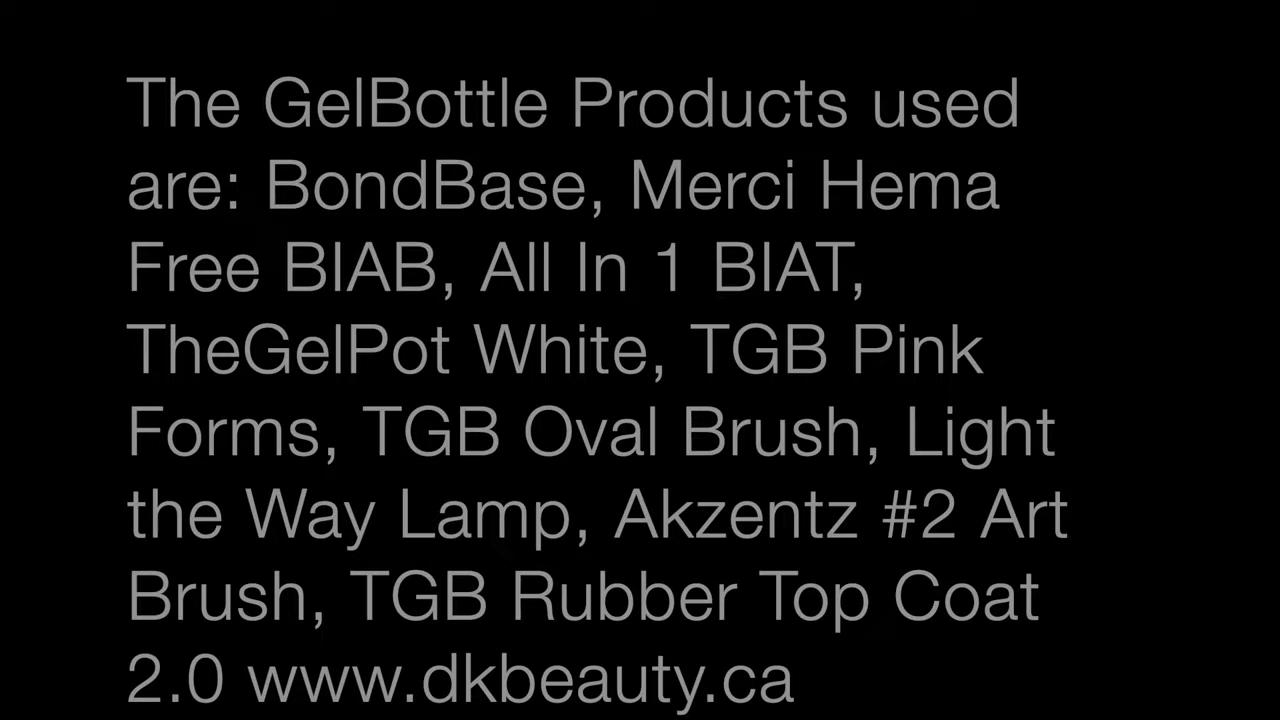 The GelBottle Products used
are: BondBase, Merci Hema
Free BIAB, All In 1 BIAT,
TheGelPot White, TGB Pink
Forms, TGB Oval Brush, Light
the Way Lamp, Akzentz #2 Art
Brush, TGB Rubber Top Coat
2.0 www.dkbeauty.ca